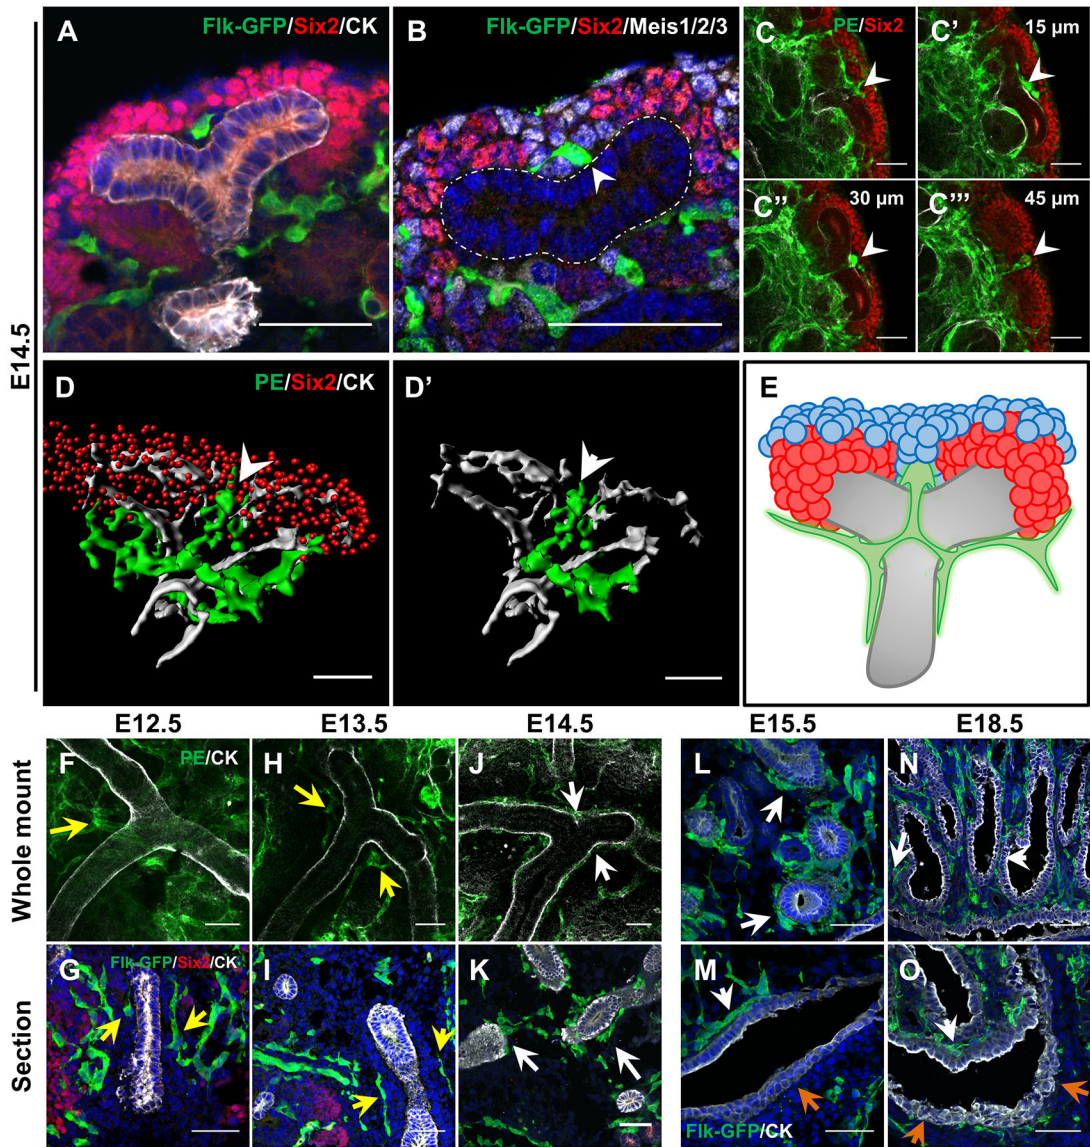 A
Flk-GFP/Six2/CK
B
Flk-GFP/Six2/Meis1/2/3
C
PE/Six2
C’
15 µm
C’’
30 µm
C’’’
45 µm
E14.5
D
PE/Six2/CK
D’
E
E12.5
E13.5
E14.5
E15.5
E18.5
Whole mount
F
PE/CK
H
J
L
N
Section
G
Flk-GFP/Six2/CK
I
K
M
Flk-GFP/CK
O